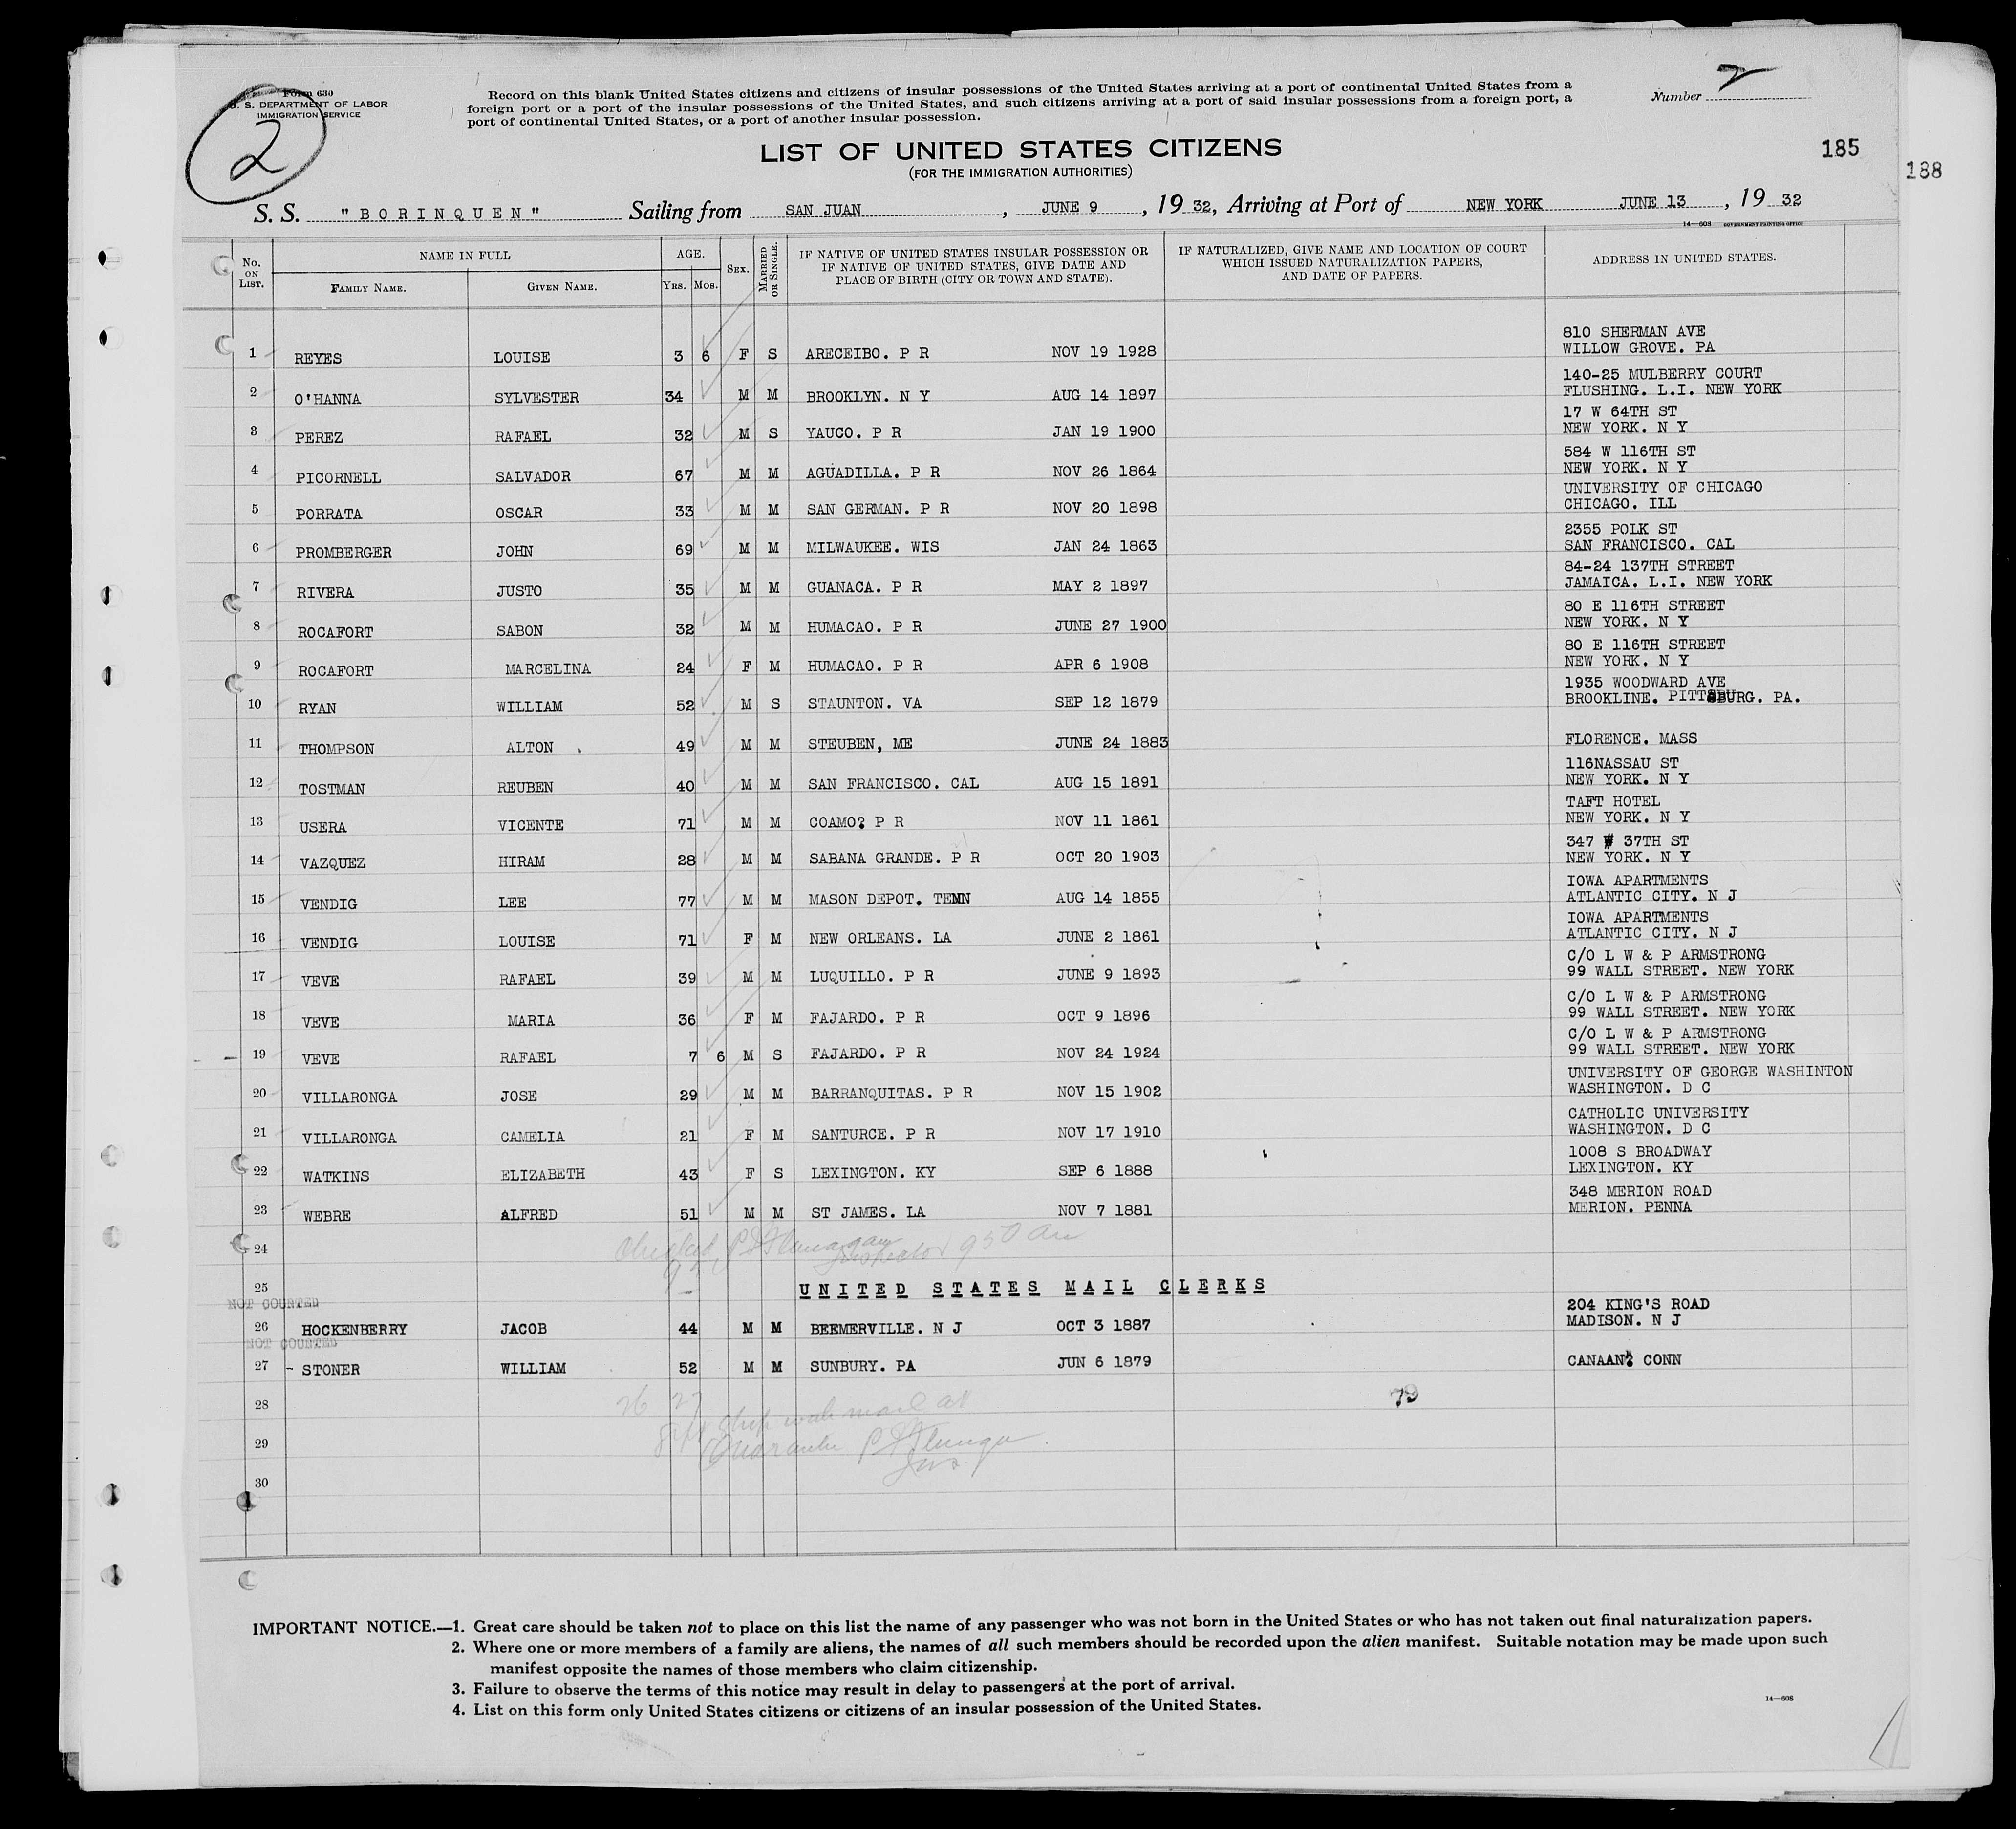 Form 630
U. S. DEPARTMENT OF LABOR
IMMIGRATION SERVICE
2
Record on this blank United States citizens and citizens of insular possessions of the United States arriving at a port of continental United States from a
foreign port or a port of the insular possessions of the United States, and such citizens arriving at a port of said insular possessions from a foreign port, a
port of continental United States, or a port of another insular possession.
Number 2
185
188
LIST OF UNITED STATES CITIZENS
(FOR THE IMMIGRATION AUTHORITIES)
S. S. "BORINQUEN" Sailing from SAN JUAN, JUNE 9, 1932, Arriving at Port of NEW YORK JUNE 13, 1932
14—608 GOVERNMENT PRINTING OFFICE
No. ON LIST.
NAME IN FULL
FAMILY NAME. GIVEN NAME.
AGE.
YRS. MOS.
SEX.
MARRIED OR SINGLE.
IF NATIVE OF UNITED STATES INSULAR POSSESSION OR
IF NATIVE OF UNITED STATES, GIVE DATE AND
PLACE OF BIRTH (CITY OR TOWN AND STATE).
IF NATURALIZED, GIVE NAME AND LOCATION OF COURT
WHICH ISSUED NATURALIZATION PAPERS,
AND DATE OF PAPERS.
ADDRESS IN UNITED STATES.
810 SHERMAN AVE
1 REYES LOUISE 3 6 F S ARECEIBO. P R NOV 19 1928 WILLOW GROVE. PA
140-25 MULBERRY COURT
2 O'HANNA SYLVESTER 34 M M BROOKLYN. N Y AUG 14 1897 FLUSHING. L.I. NEW YORK
17 W 64TH ST
3 PEREZ RAFAEL 32 M S YAUCO. P R JAN 19 1900 NEW YORK. N Y
584 W 116TH ST
4 PICORNELL SALVADOR 67 M M AGUADILLA. P R NOV 26 1864 NEW YORK. N Y
UNIVERSITY OF CHICAGO
5 PORRATA OSCAR 33 M M SAN GERMAN. P R NOV 20 1898 CHICAGO. ILL
2355 POLK ST
6 PROMBERGER JOHN 69 M M MILWAUKEE. WIS JAN 24 1863 SAN FRANCISCO. CAL
84-24 137TH STREET
7 RIVERA JUSTO 35 M M GUANACA. P R MAY 2 1897 JAMAICA. L.I. NEW YORK
80 E 116TH STREET
8 ROCAFORT SABON 32 M M HUMACAO. P R JUNE 27 1900 NEW YORK. N Y
80 E 116TH STREET
9 ROCAFORT MARCELINA 24 F M HUMACAO. P R APR 6 1908 NEW YORK. N Y
1935 WOODWARD AVE
10 RYAN WILLIAM 52 M S STAUNTON. VA SEP 12 1879 BROOKLINE. PITTSBURG. PA.
11 THOMPSON ALTON 49 M M STEUBEN, ME JUNE 24 1883 FLORENCE. MASS
116NASSAU ST
12 TOSTMAN REUBEN 40 M M SAN FRANCISCO. CAL AUG 15 1891 NEW YORK. N Y
TAFT HOTEL
13 USERA VICENTE 71 M M COAMO? P R NOV 11 1861 NEW YORK. N Y
347 W 37TH ST
14 VAZQUEZ HIRAM 28 M M SABANA GRANDE. P R OCT 20 1903 NEW YORK. N Y
IOWA APARTMENTS
15 VENDIG LEE 77 M M MASON DEPOT. TENN AUG 14 1855 ATLANTIC CITY. N J
IOWA APARTMENTS
16 VENDIG LOUISE 71 F M NEW ORLEANS. LA JUNE 2 1861 ATLANTIC CITY. N J
C/O L W & P ARMSTRONG
17 VEVE RAFAEL 39 M M LUQUILLO. P R JUNE 9 1893 99 WALL STREET. NEW YORK
C/O L W & P ARMSTRONG
18 VEVE MARIA 36 F M FAJARDO. P R OCT 9 1896 99 WALL STREET. NEW YORK
C/O L W & P ARMSTRONG
19 VEVE RAFAEL 7 6 M S FAJARDO. P R NOV 24 1924 99 WALL STREET. NEW YORK
UNIVERSITY OF GEORGE WASHINTON
20 VILLARONGA JOSE 29 M M BARRANQUITAS. P R NOV 15 1902 WASHINGTON. D C
CATHOLIC UNIVERSITY
21 VILLARONGA CAMELIA 21 F M SANTURCE. P R NOV 17 1910 WASHINGTON. D C
1008 S BROADWAY
22 WATKINS ELIZABETH 43 F S LEXINGTON. KY SEP 6 1888 LEXINGTON. KY
348 MERION ROAD
23 WEBRE ALFRED 51 M M ST JAMES. LA NOV 7 1881 MERION. PENNA
24 Checked Inspector 950 am
25 UNITED STATES MAIL CLERKS
NOT COUNTED
204 KING'S ROAD
26 HOCKENBERRY JACOB 44 M M BEEMERVILLE. N J OCT 3 1887 MADISON. N J
NOT COUNTED
27 - STONER WILLIAM 52 M M SUNBURY. PA JUN 6 1879 CANAAN? CONN
28 26 27 79
ship with mail at
29
30
IMPORTANT NOTICE.—1. Great care should be taken not to place on this list the name of any passenger who was not born in the United States or who has not taken out final naturalization papers.
2. Where one or more members of a family are aliens, the names of all such members should be recorded upon the alien manifest. Suitable notation may be made upon such
manifest opposite the names of those members who claim citizenship.
3. Failure to observe the terms of this notice may result in delay to passengers at the port of arrival.
4. List on this form only United States citizens or citizens of an insular possession of the United States.
14—608